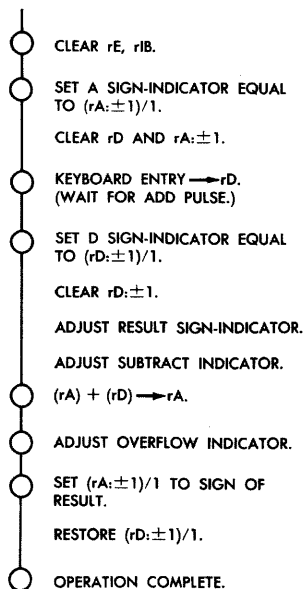 CLEAR rE, rIB.
SET A SIGN-INDICATOR EQUAL
TO (rA:±1)/1.
CLEAR rD AND rA:±1.
KEYBOARD ENTRY → rD.
(WAIT FOR ADD PULSE.)
SET D SIGN-INDICATOR EQUAL
TO (rD:±1)/1.
CLEAR rD:±1.
ADJUST RESULT SIGN-INDICATOR.
ADJUST SUBTRACT INDICATOR.
(rA) + (rD) → rA.
ADJUST OVERFLOW INDICATOR.
SET (rA:±1)/1 TO SIGN OF
RESULT.
RESTORE (rD:±1)/1.
OPERATION COMPLETE.